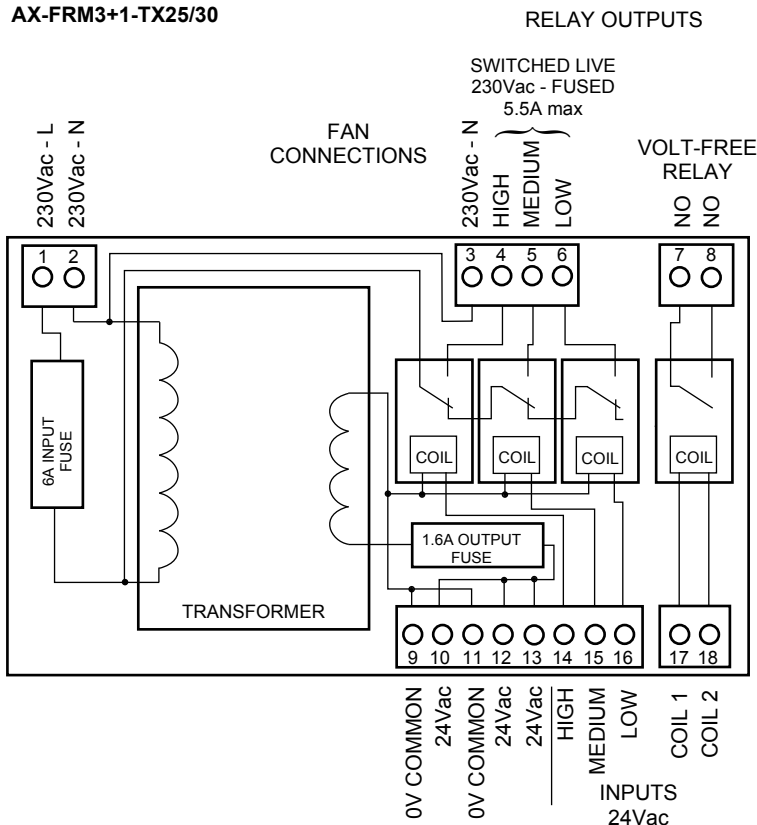 AX-FRM3+1-TX25/30
RELAY OUTPUTS
SWITCHED LIVE
230Vac - FUSED
5.5A max
FAN
CONNECTIONS
VOLT-FREE
RELAY
230Vac - L
230Vac - N
230Vac - N
HIGH
MEDIUM
LOW
NO
NO
1 2
3 4 5 6
7 8
6A INPUT
FUSE
COIL
COIL
COIL
COIL
1.6A OUTPUT
FUSE
TRANSFORMER
9 10 11 12 13 14 15 16
17 18
0V COMMON
24Vac
0V COMMON
24Vac
24Vac
HIGH
MEDIUM
LOW
COIL 1
COIL 2
INPUTS
24Vac